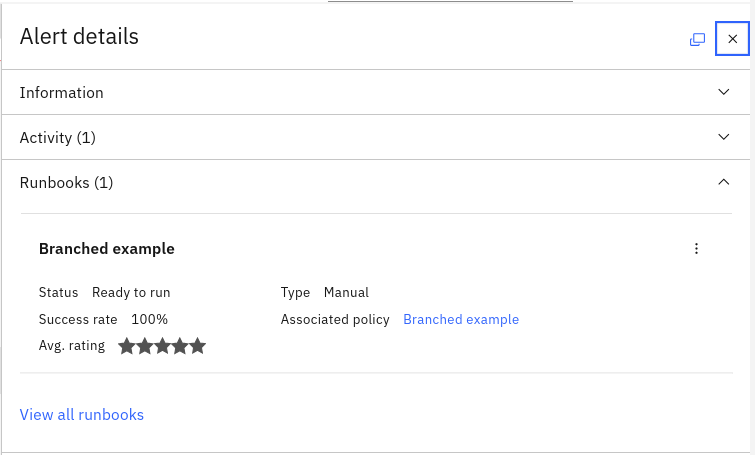 Alert details
Information
Activity (1)
Runbooks (1)
Branched example
Status Ready to run Type Manual
Success rate 100% Associated policy Branched example
Avg. rating
View all runbooks